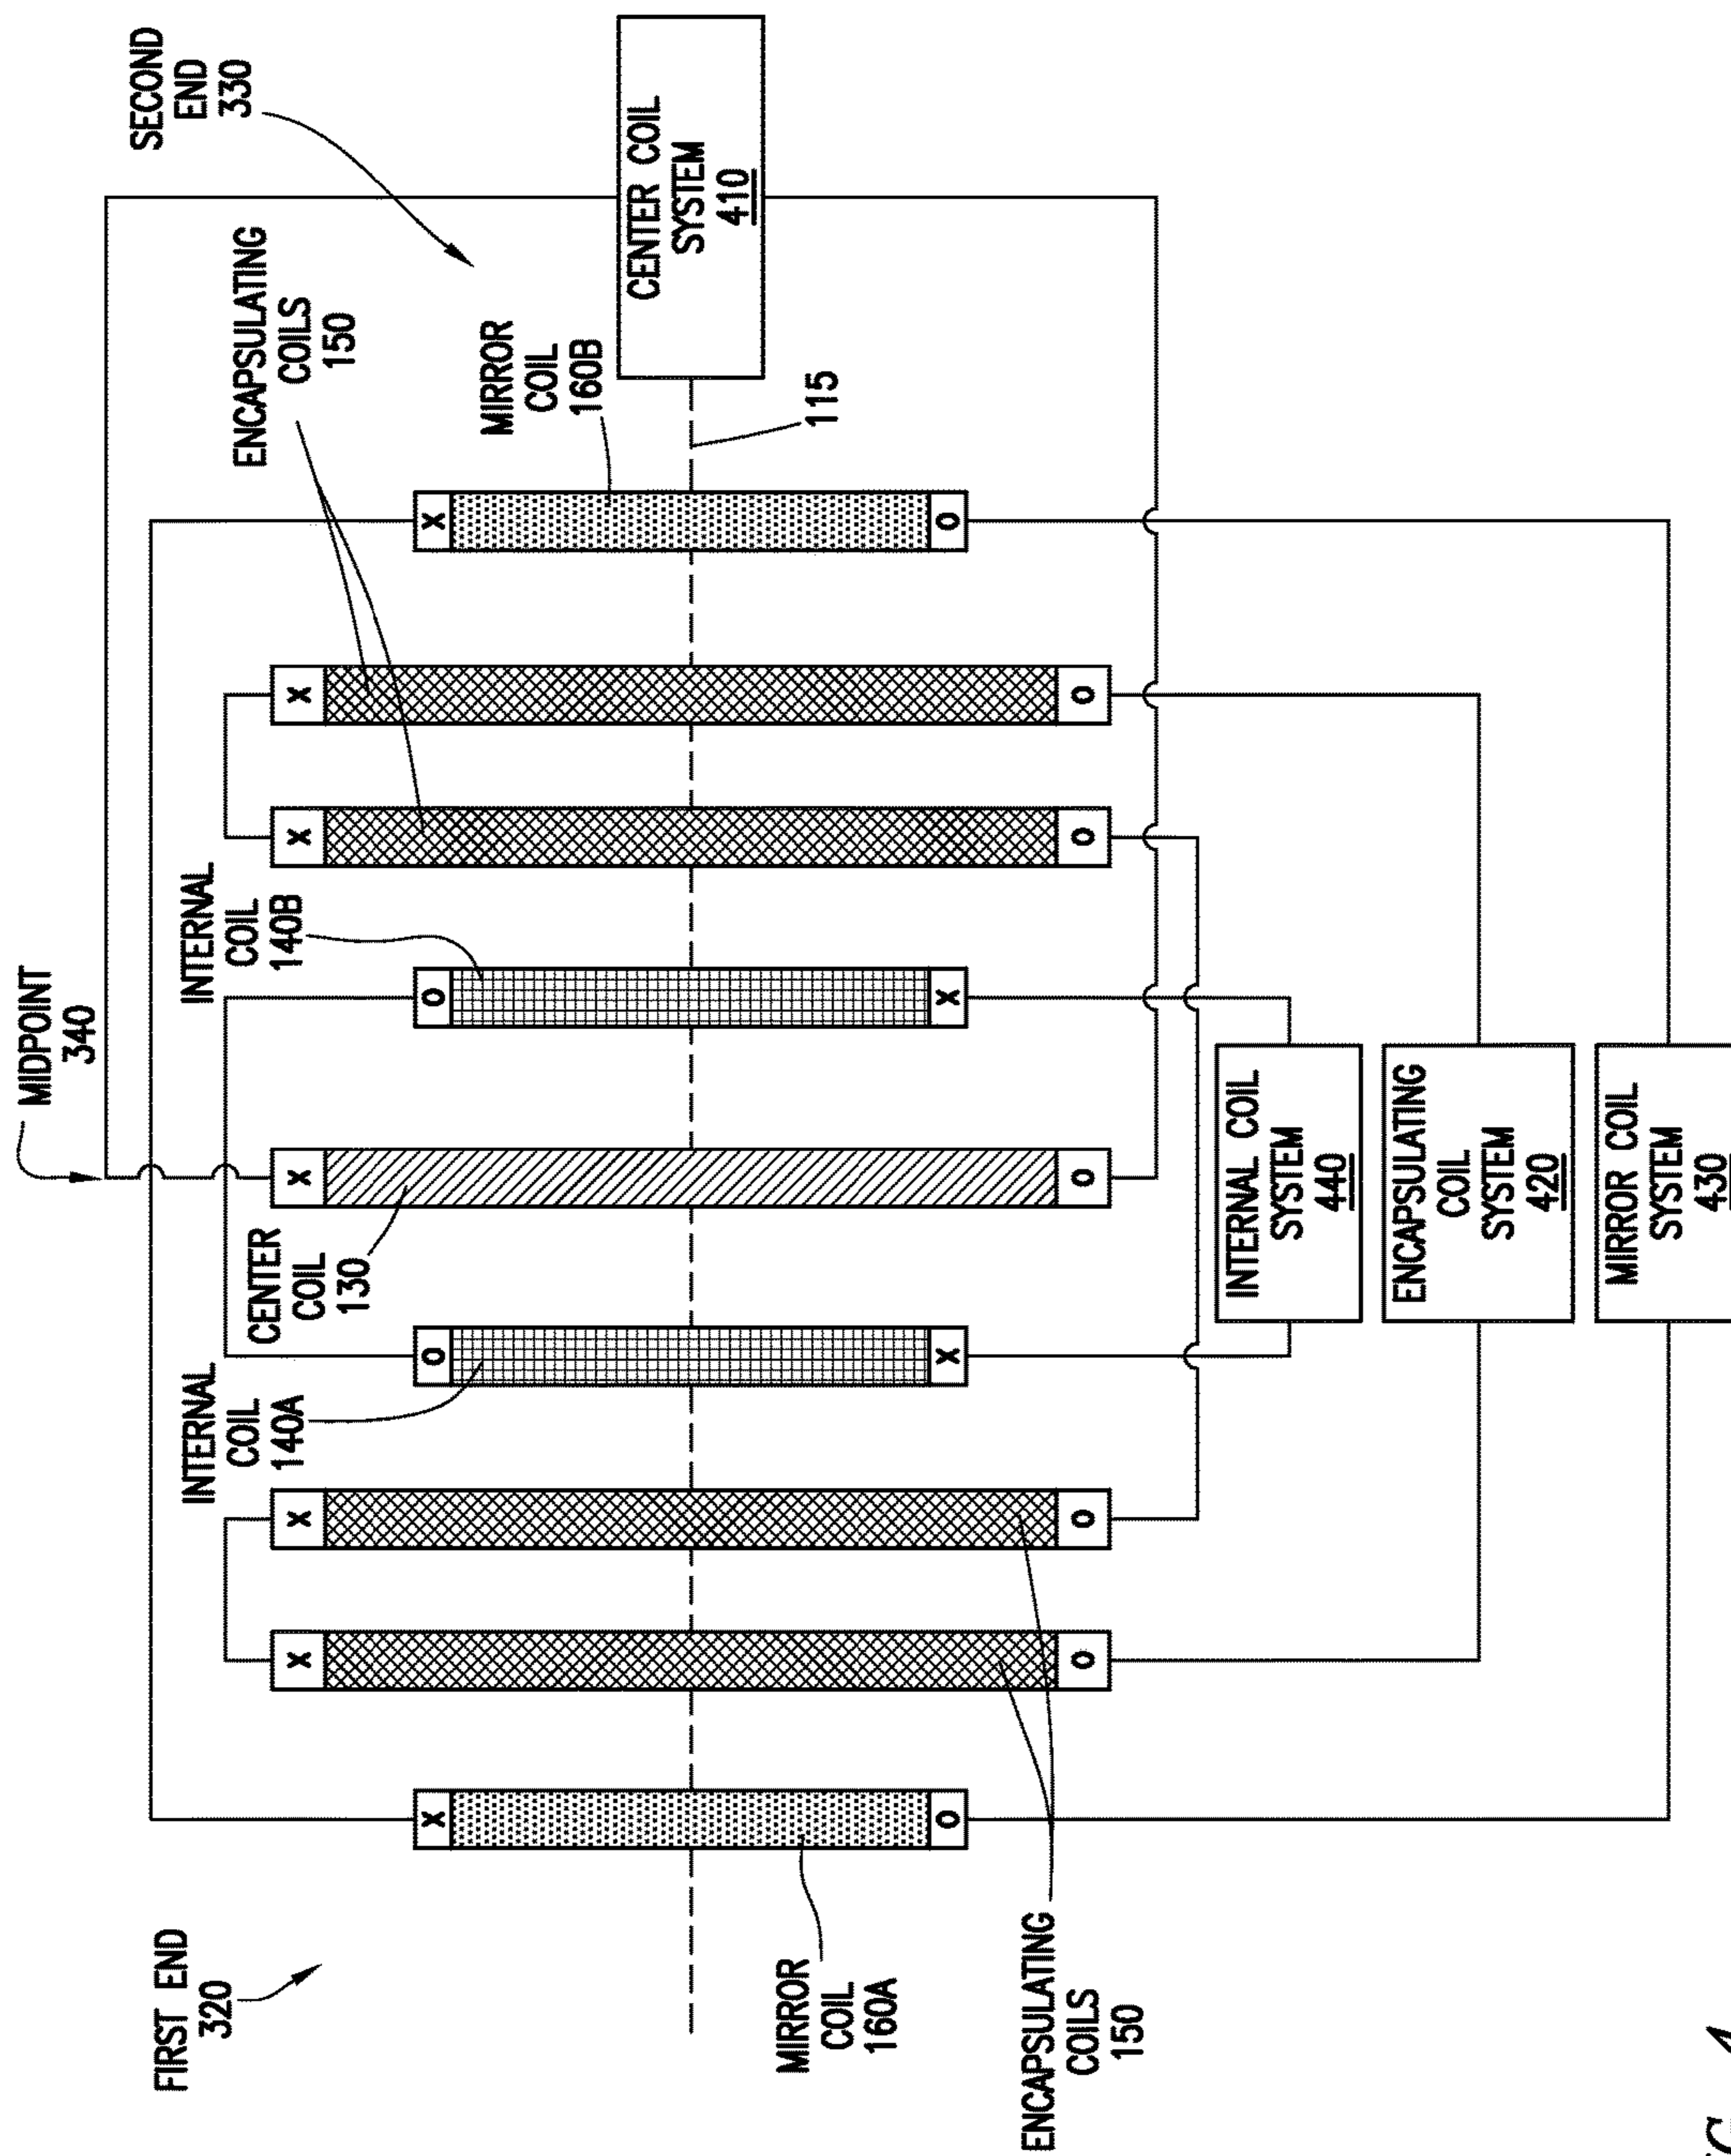 MIDPOINT
340
FIRST END
320
SECOND
END
330
INTERNAL
COIL
140A
INTERNAL
COIL
140B
ENCAPSULATING
COILS
150
CENTER
COIL
130
X
X
X
X
X
X
O
O
X
MIRROR
COIL
160B
CENTER COIL
SYSTEM
410
115
MIRROR
COIL
160A
O
X
X
O
O
O
O
O
O
ENCAPSULATING
COILS
150
INTERNAL COIL
SYSTEM
440
ENCAPSULATING
COIL
SYSTEM
420
MIRROR COIL
SYSTEM
430